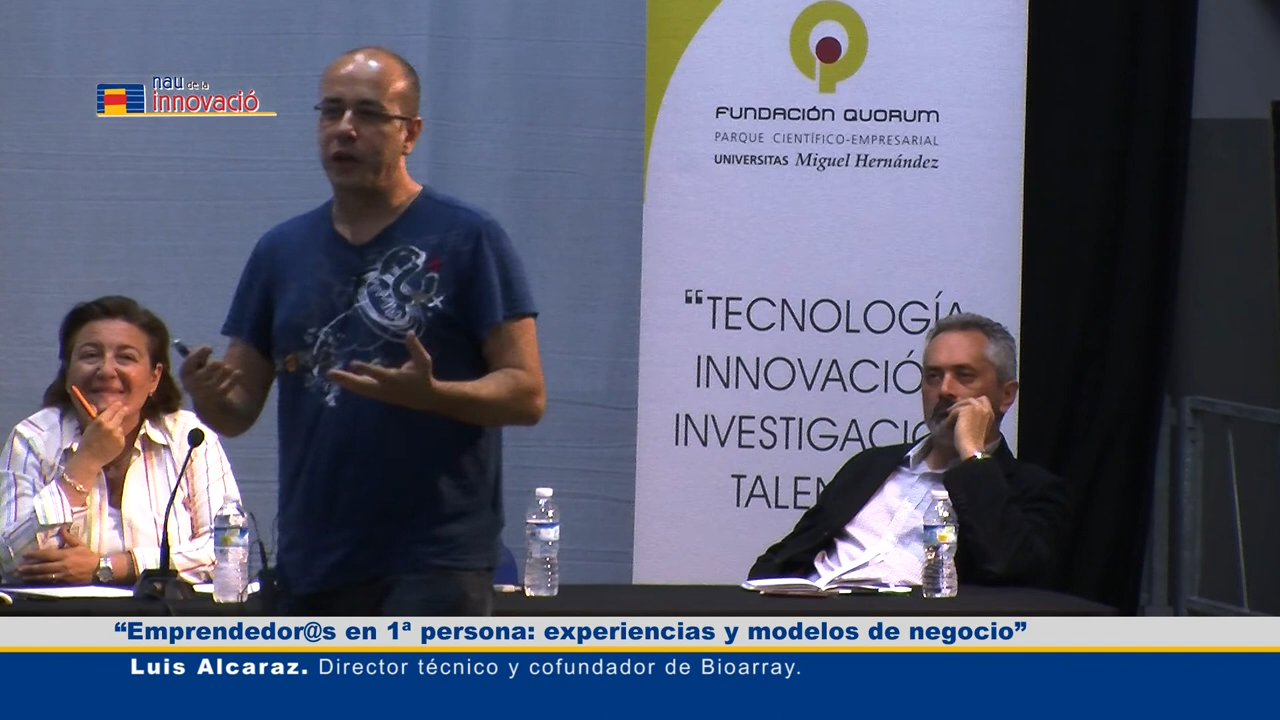 nau de la
innovació
FUNDACIÓN QUORUM
PARQUE CIENTÍFICO-EMPRESARIAL
UNIVERSITAS Miguel Hernández
“TECNOLOGÍA
INNOVACIÓ
INVESTIGACIÓ
TALEN
“Emprendedor@s en 1ª persona: experiencias y modelos de negocio”
Luis Alcaraz. Director técnico y cofundador de Bioarray.